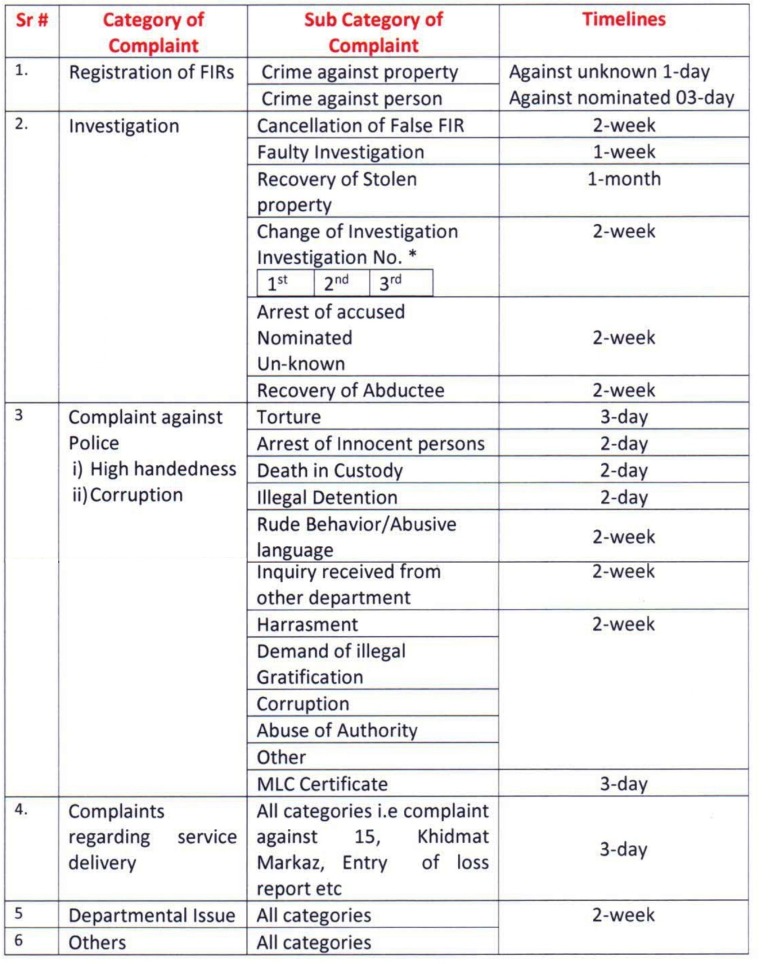 Sr # Category of Complaint Sub Category of Complaint Timelines
1. Registration of FIRs Crime against property Against unknown 1-day
Crime against person Against nominated 03-day
2. Investigation Cancellation of False FIR 2-week
Faulty Investigation 1-week
Recovery of Stolen property 1-month
Change of Investigation 2-week
Investigation No. *
1st 2nd 3rd
Arrest of accused
Nominated 2-week
Un-known
Recovery of Abductee 2-week
3 Complaint against Police Torture 3-day
i) High handedness Arrest of Innocent persons 2-day
ii) Corruption Death in Custody 2-day
Illegal Detention 2-day
Rude Behavior/Abusive language 2-week
Inquiry received from other department 2-week
Harrasment 2-week
Demand of illegal Gratification
Corruption
Abuse of Authority
Other
MLC Certificate 3-day
4. Complaints regarding service delivery All categories i.e complaint against 15, Khidmat Markaz, Entry of loss report etc 3-day
5 Departmental Issue All categories 2-week
6 Others All categories